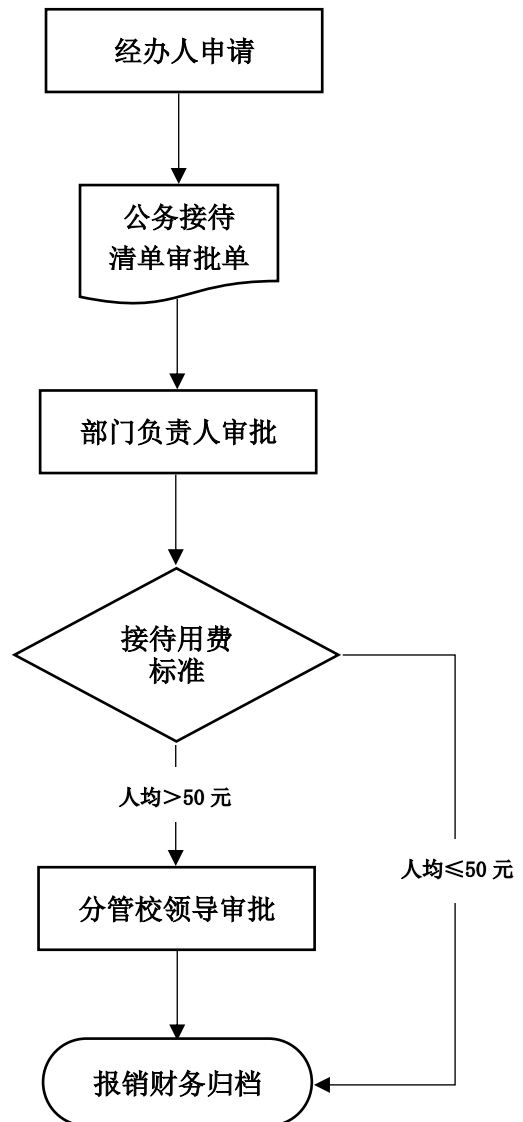 经办人申请
公务接待
清单审批单
部门负责人审批
接待用费
标准
人均>50 元
人均≤50 元
分管校领导审批
报销财务归档